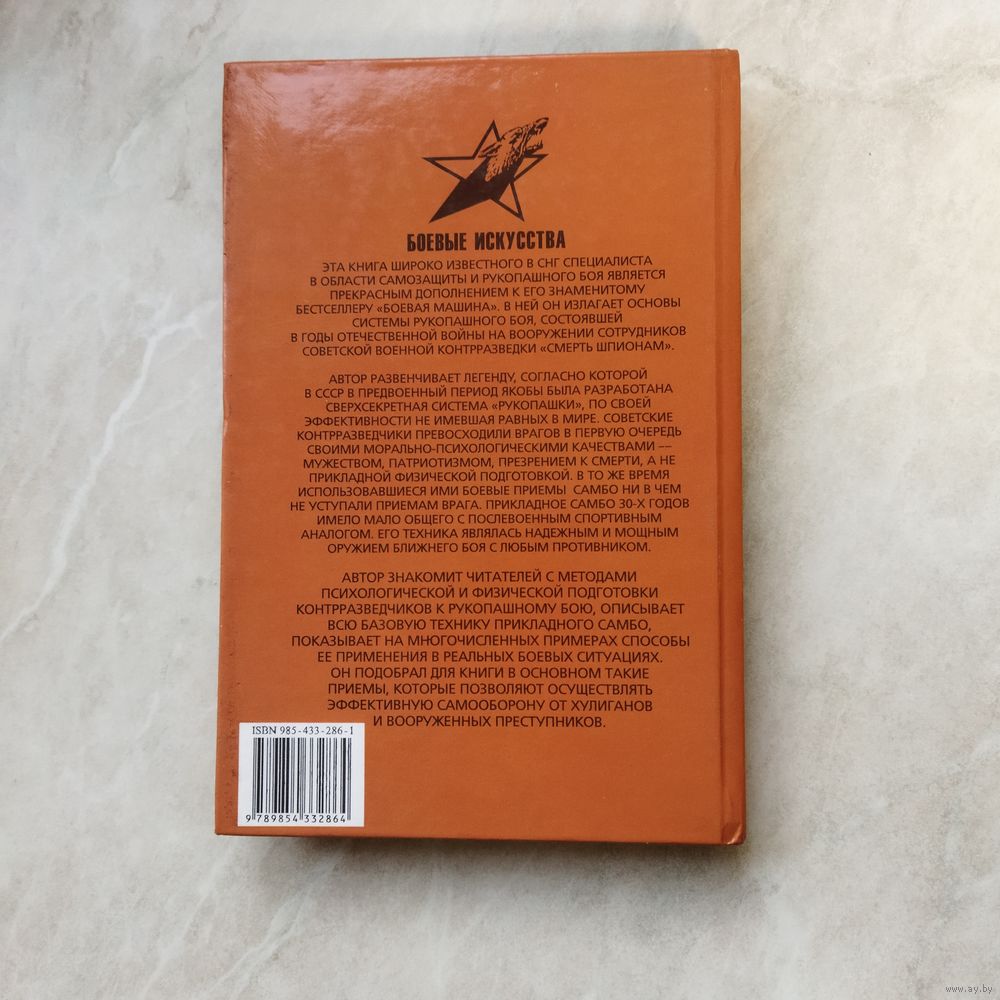 БОЕВЫЕ ИСКУССТВА
ЭТА КНИГА ШИРОКО ИЗВЕСТНОГО В СНГ СПЕЦИАЛИСТА
В ОБЛАСТИ САМОЗАЩИТЫ И РУКОПАШНОГО БОЯ ЯВЛЯЕТСЯ
ПРЕКРАСНЫМ ДОПОЛНЕНИЕМ К ЕГО ЗНАМЕНИТОМУ
БЕСТСЕЛЛЕРУ «БОЕВАЯ МАШИНА». В НЕЙ ОН ИЗЛАГАЕТ ОСНОВЫ
СИСТЕМЫ РУКОПАШНОГО БОЯ, СОСТОЯВШЕЙ
В ГОДЫ ОТЕЧЕСТВЕННОЙ ВОЙНЫ НА ВООРУЖЕНИИ СОТРУДНИКОВ
СОВЕТСКОЙ ВОЕННОЙ КОНТРРАЗВЕДКИ «СМЕРТЬ ШПИОНАМ».
АВТОР РАЗВЕНЧИВАЕТ ЛЕГЕНДУ, СОГЛАСНО КОТОРОЙ
В СССР В ПРЕДВОЕННЫЙ ПЕРИОД ЯКОБЫ БЫЛА РАЗРАБОТАНА
СВЕРХСЕКРЕТНАЯ СИСТЕМА «РУКОПАШКИ», ПО СВОЕЙ
ЭФФЕКТИВНОСТИ НЕ ИМЕВШАЯ РАВНЫХ В МИРЕ. СОВЕТСКИЕ
КОНТРРАЗВЕДЧИКИ ПРЕВОСХОДИЛИ ВРАГОВ В ПЕРВУЮ ОЧЕРЕДЬ
СВОИМИ МОРАЛЬНО-ПСИХОЛОГИЧЕСКИМИ КАЧЕСТВАМИ —
МУЖЕСТВОМ, ПАТРИОТИЗМОМ, ПРЕЗРЕНИЕМ К СМЕРТИ, А НЕ
ПРИКЛАДНОЙ ФИЗИЧЕСКОЙ ПОДГОТОВКОЙ. В ТО ЖЕ ВРЕМЯ
ИСПОЛЬЗОВАВШИЕСЯ ИМИ БОЕВЫЕ ПРИЕМЫ САМБО НИ В ЧЕМ
НЕ УСТУПАЛИ ПРИЕМАМ ВРАГА. ПРИКЛАДНОЕ САМБО 30-Х ГОДОВ
ИМЕЛО МАЛО ОБЩЕГО С ПОСЛЕВОЕННЫМ СПОРТИВНЫМ
АНАЛОГОМ. ЕГО ТЕХНИКА ЯВЛЯЛАСЬ НАДЕЖНЫМ И МОЩНЫМ
ОРУЖИЕМ БЛИЖНЕГО БОЯ С ЛЮБЫМ ПРОТИВНИКОМ.
АВТОР ЗНАКОМИТ ЧИТАТЕЛЕЙ С МЕТОДАМИ
ПСИХОЛОГИЧЕСКОЙ И ФИЗИЧЕСКОЙ ПОДГОТОВКИ
КОНТРРАЗВЕДЧИКОВ К РУКОПАШНОМУ БОЮ, ОПИСЫВАЕТ
ВСЮ БАЗОВУЮ ТЕХНИКУ ПРИКЛАДНОГО САМБО,
ПОКАЗЫВАЕТ НА МНОГОЧИСЛЕННЫХ ПРИМЕРАХ СПОСОБЫ
ЕЕ ПРИМЕНЕНИЯ В РЕАЛЬНЫХ БОЕВЫХ СИТУАЦИЯХ.
ОН ПОДОБРАЛ ДЛЯ КНИГИ В ОСНОВНОМ ТАКИЕ
ПРИЕМЫ, КОТОРЫЕ ПОЗВОЛЯЮТ ОСУЩЕСТВЛЯТЬ
ЭФФЕКТИВНУЮ САМООБОРОНУ ОТ ХУЛИГАНОВ
И ВООРУЖЕННЫХ ПРЕСТУПНИКОВ.
ISBN 985-433-286-1
9 789854 332864
www.ay.by